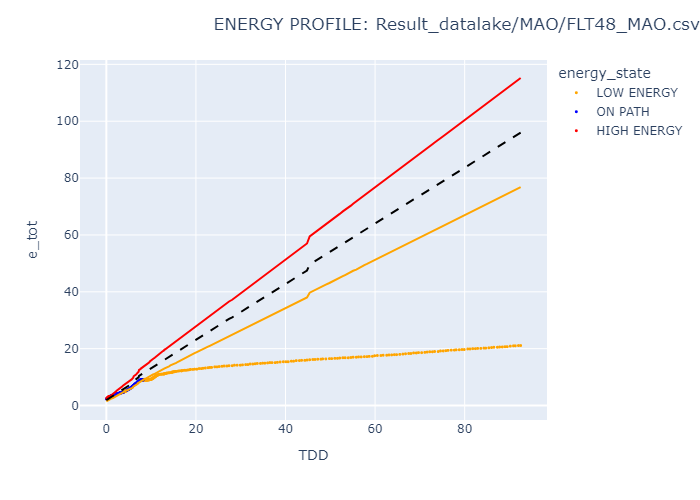 ENERGY PROFILE: Result_datalake/MAO/FLT48_MAO.csv
energy_state
LOW ENERGY
ON PATH
HIGH ENERGY
e_tot
120
100
80
60
40
20
0
0 20 40 60 80
TDD